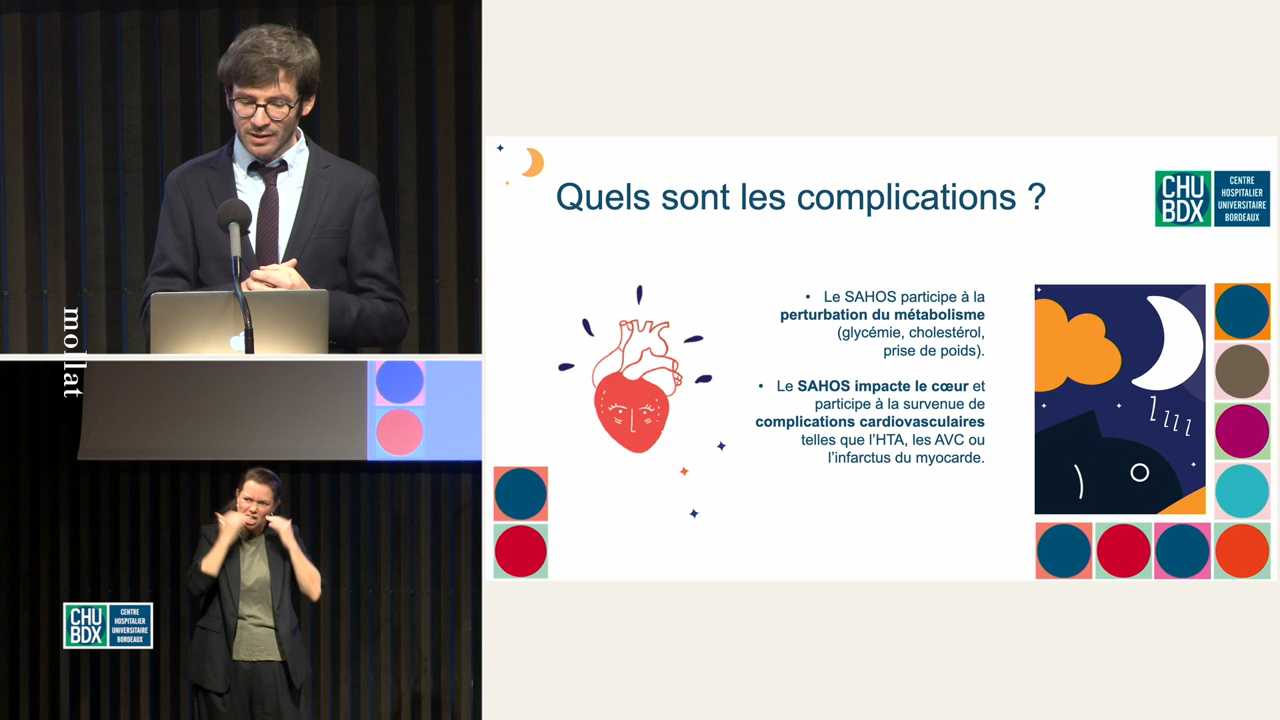 mollat
CHU
BDX
CENTRE
HOSPITALIER
UNIVERSITAIRE
BORDEAUX
Quels sont les complications ?
CHU
BDX
CENTRE
HOSPITALIER
UNIVERSITAIRE
BORDEAUX
• Le SAHOS participe à la
perturbation du métabolisme
(glycémie, cholestérol,
prise de poids).
• Le SAHOS impacte le cœur et
participe à la survenue de
complications cardiovasculaires
telles que l’HTA, les AVC ou
l’infarctus du myocarde.
Zzzz